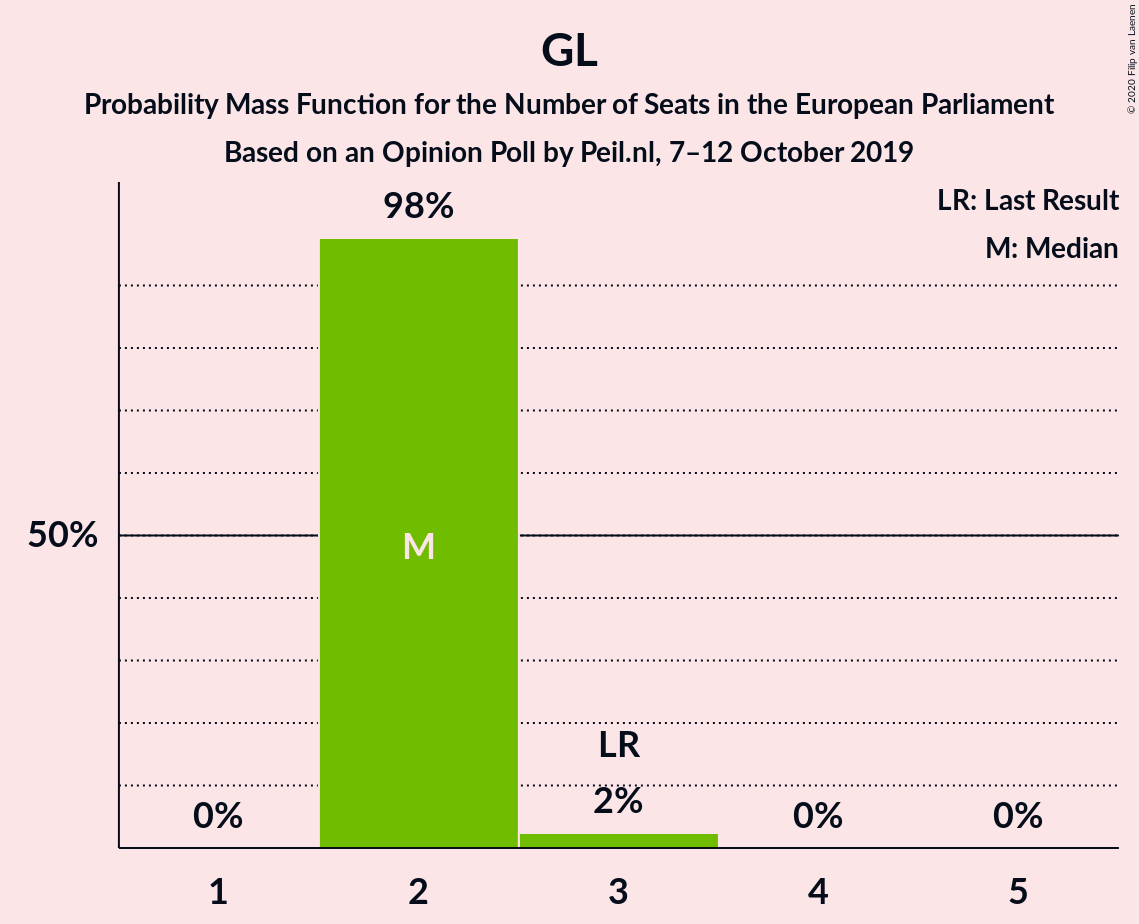 GL
Probability Mass Function for the Number of Seats in the European Parliament
Based on an Opinion Poll by Peil.nl, 7–12 October 2019
© 2020 Filip van Laenen
LR: Last Result
M: Median
98%
50%
M
LR
0%
2%
0%
0%
1
2
3
4
5